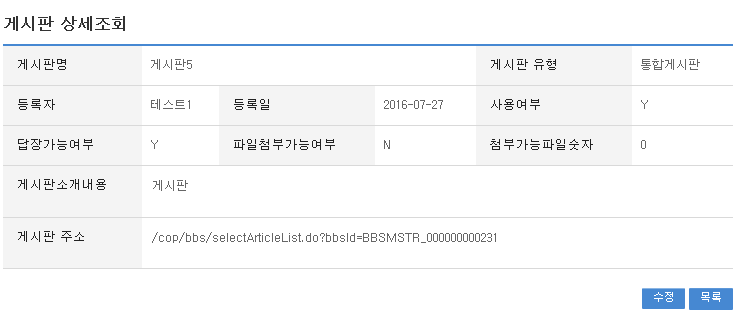 게시판 상세조회
게시판명 게시판5 게시판 유형 통합게시판
등록자 테스트1 등록일 2016-07-27 사용여부 Y
답장가능여부 Y 파일첨부가능여부 N 첨부가능파일숫자 0
게시판소개내용 게시판
게시판 주소 /cop/bbs/selectArticleList.do?bbsId=BBSMSTR_000000000231
수정 목록